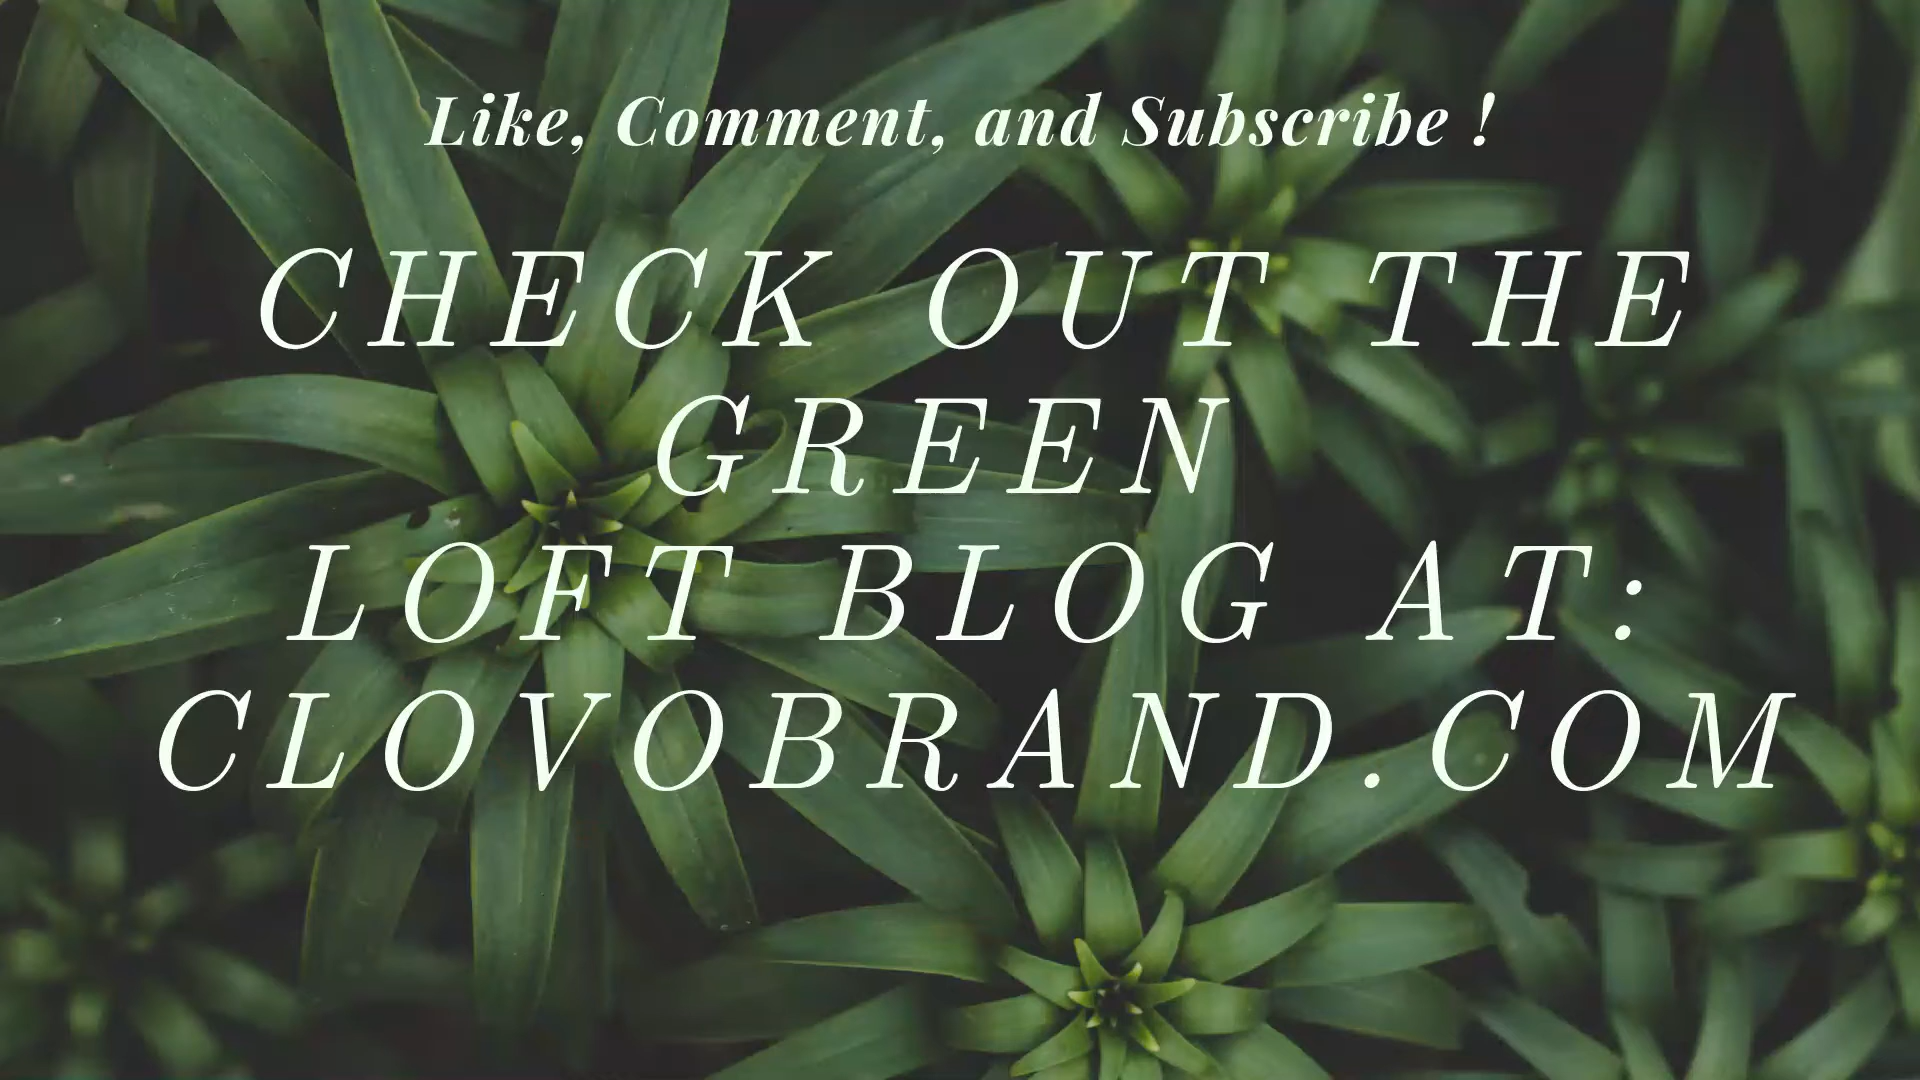 Like, Comment, and Subscribe !
CHECK OUT THE
GREEN
LOFT BLOG AT:
CLOVOBRAND.COM